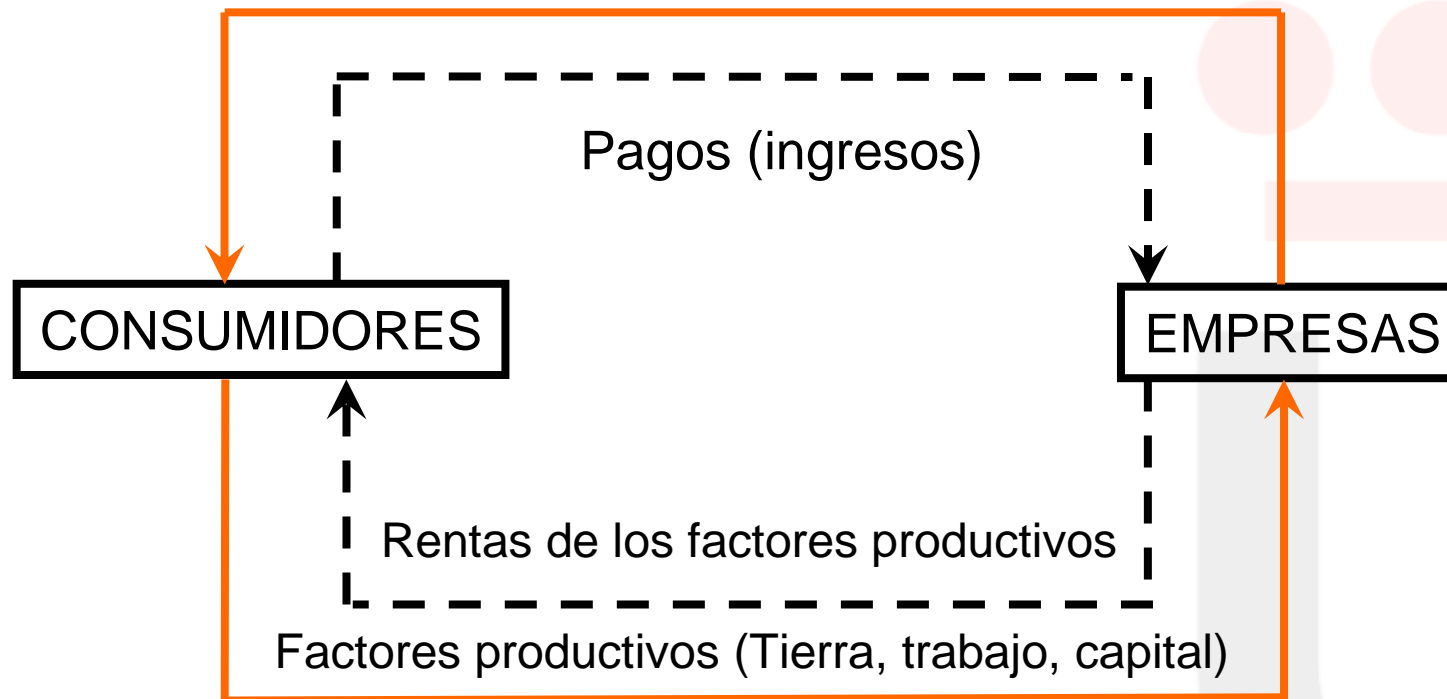 Pagos (ingresos)
CONSUMIDORES
EMPRESAS
Rentas de los factores productivos
Factores productivos (Tierra, trabajo, capital)